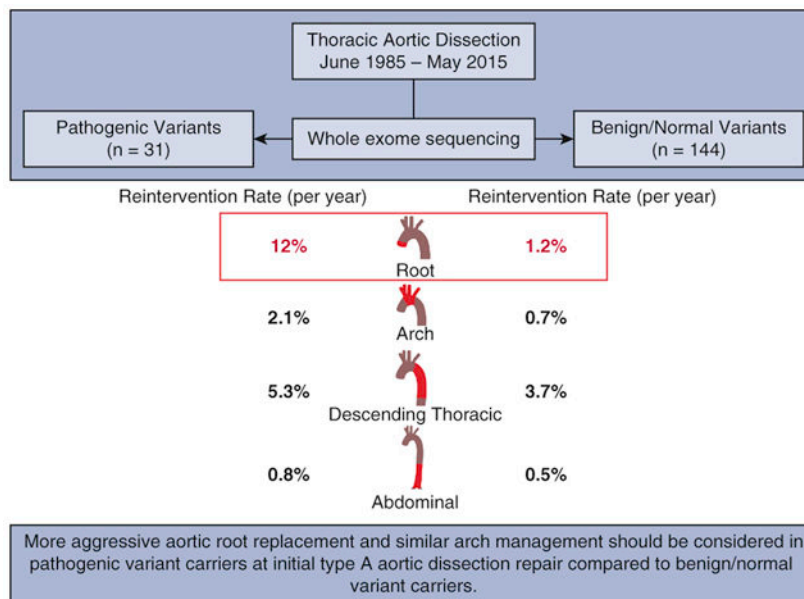 Thoracic Aortic Dissection
June 1985 – May 2015
Pathogenic Variants
(n = 31)
Whole exome sequencing
Benign/Normal Variants
(n = 144)
Reintervention Rate (per year)
Reintervention Rate (per year)
12%
1.2%
Root
2.1%
0.7%
Arch
5.3%
3.7%
Descending Thoracic
0.8%
0.5%
Abdominal
More aggressive aortic root replacement and similar arch management should be considered in
pathogenic variant carriers at initial type A aortic dissection repair compared to benign/normal
variant carriers.